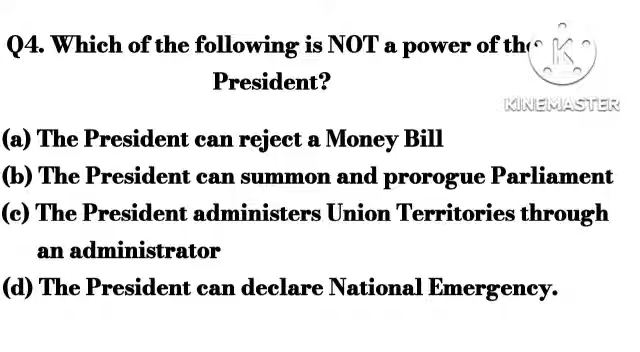 Q4. Which of the following is NOT a power of the
President?
(a) The President can reject a Money Bill
(b) The President can summon and prorogue Parliament
(c) The President administers Union Territories through
an administrator
(d) The President can declare National Emergency.
K
KINEMASTER